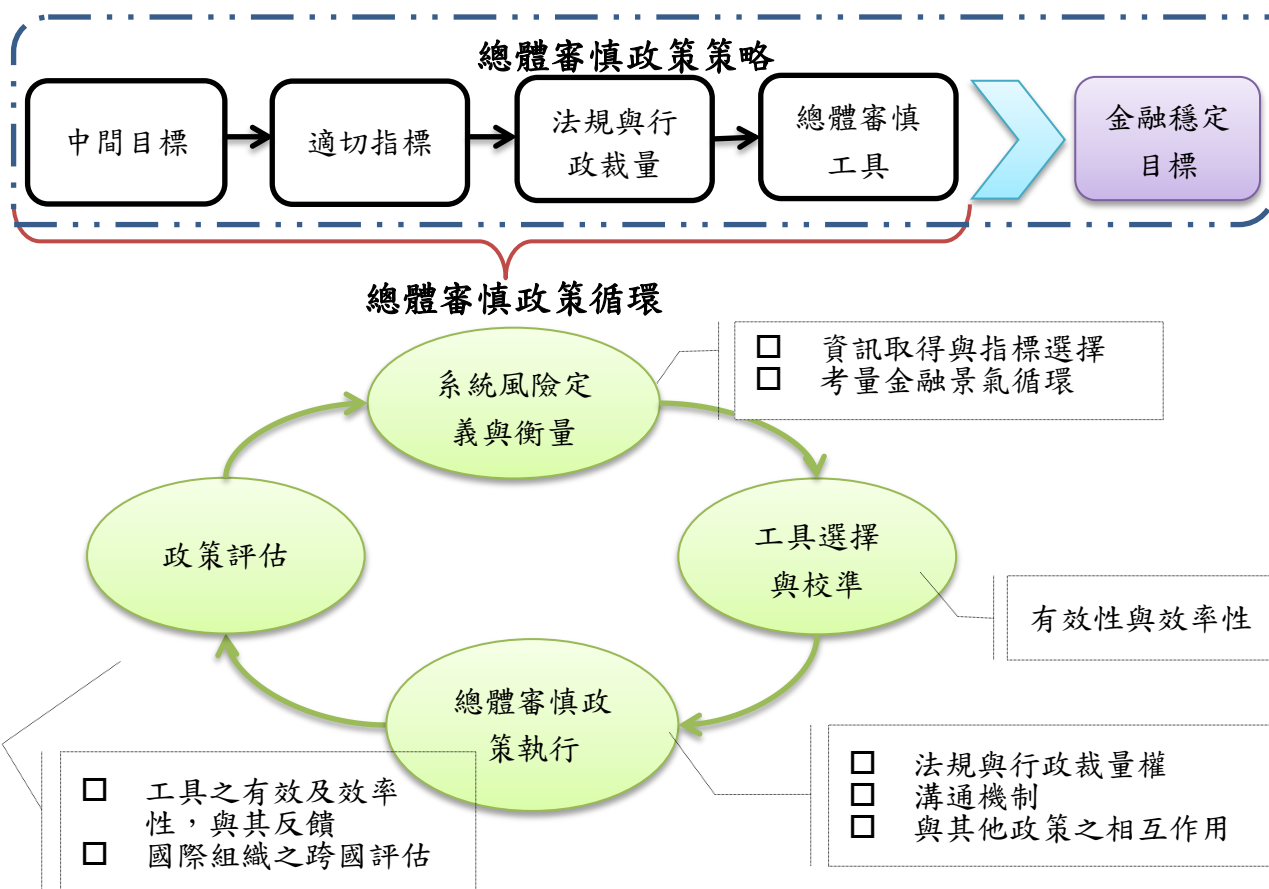 總體審慎政策策略
中間目標
適切指標
法規與行
政裁量
總體審慎
工具
金融穩定
目標
總體審慎政策循環
系統風險定
義與衡量
□ 資訊取得與指標選擇
□ 考量金融景氣循環
工具選擇
與校準
有效性與效率性
總體審慎政
策執行
□ 法規與行政裁量權
□ 溝通機制
□ 與其他政策之相互作用
政策評估
□ 工具之有效及效率
性，與其反饋
□ 國際組織之跨國評估